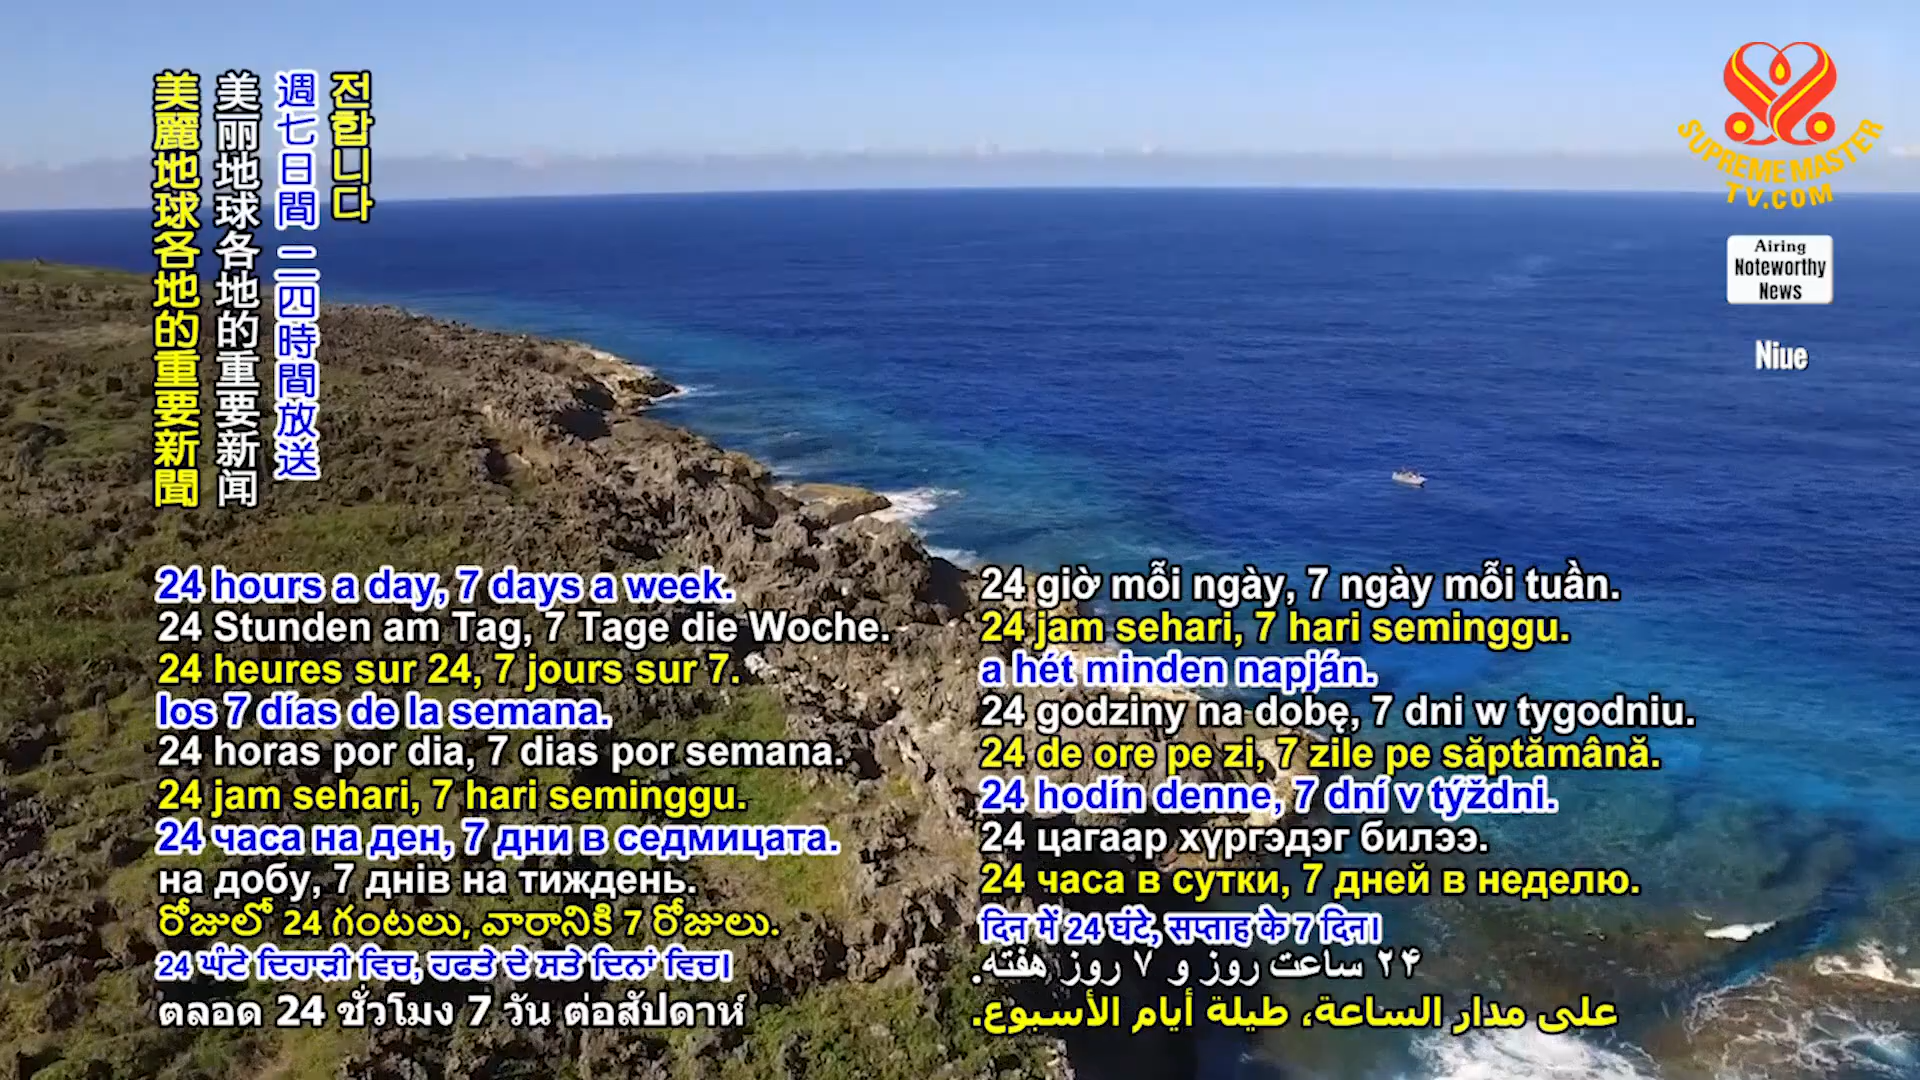 전합니다
週七日間 二四時間放送
美丽地球各地的重要新闻
美麗地球各地的重要新聞
SUPREME MASTER
TV.COM
Airing
Noteworthy
News
Niue
24 hours a day, 7 days a week.
24 Stunden am Tag, 7 Tage die Woche.
24 heures sur 24, 7 jours sur 7.
los 7 días de la semana.
24 horas por dia, 7 dias por semana.
24 jam sehari, 7 hari seminggu.
24 часа на ден, 7 дни в седмицата.
на добу, 7 днів на тиждень.
రోజులో 24 గంటలు, వారానికి 7 రోజులు.
24 ਘੰਟੇ ਦਿਹਾੜੀ ਵਿਚ, ਹਫਤੇ ਦੇ ਸਤੇ ਦਿਨਾਂ ਵਿਚ।
ตลอด 24 ชั่วโมง 7 วัน ต่อสัปดาห์
24 giờ mỗi ngày, 7 ngày mỗi tuần.
24 jam sehari, 7 hari seminggu.
a hét minden napján.
24 godziny na dobę, 7 dni w tygodniu.
24 de ore pe zi, 7 zile pe săptămână.
24 hodín denne, 7 dní v týždni.
24 цагаар хүргэдэг билээ.
24 часа в сутки, 7 дней в неделю.
दिन में 24 घंटे, सप्ताह के 7 दिन।
۲۴ ساعت روز و ۷ روز هفته.
على مدار الساعة، طيلة أيام الأسبوع.